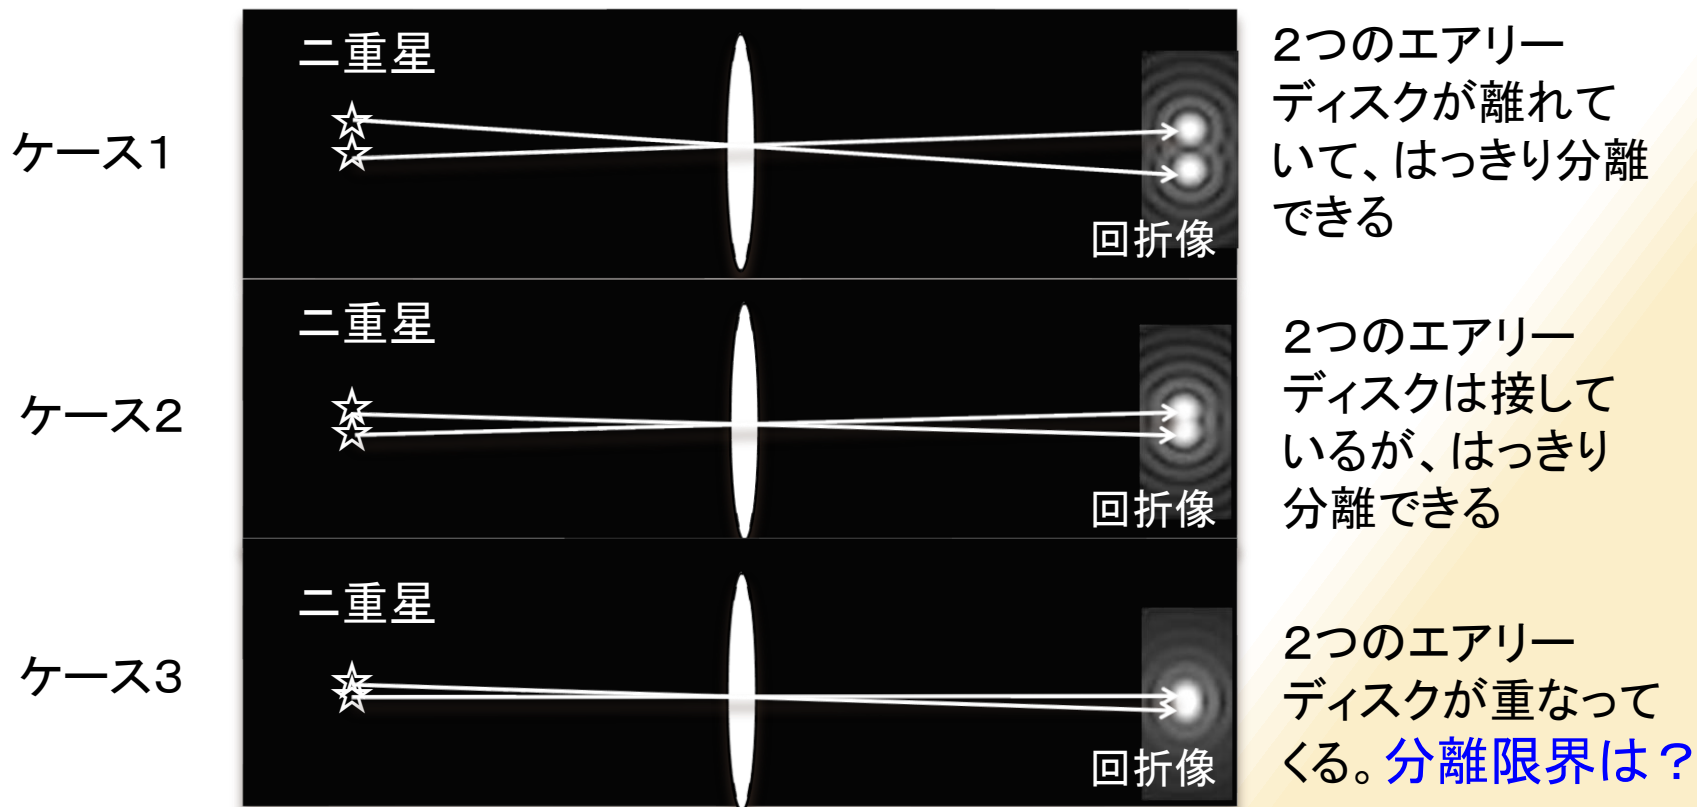 ケース1
二重星
回折像
２つのエアリー
ディスクが離れて
いて、はっきり分離
できる
ケース2
二重星
回折像
２つのエアリー
ディスクは接して
いるが、はっきり
分離できる
ケース3
二重星
回折像
２つのエアリー
ディスクが重なって
くる。分離限界は？